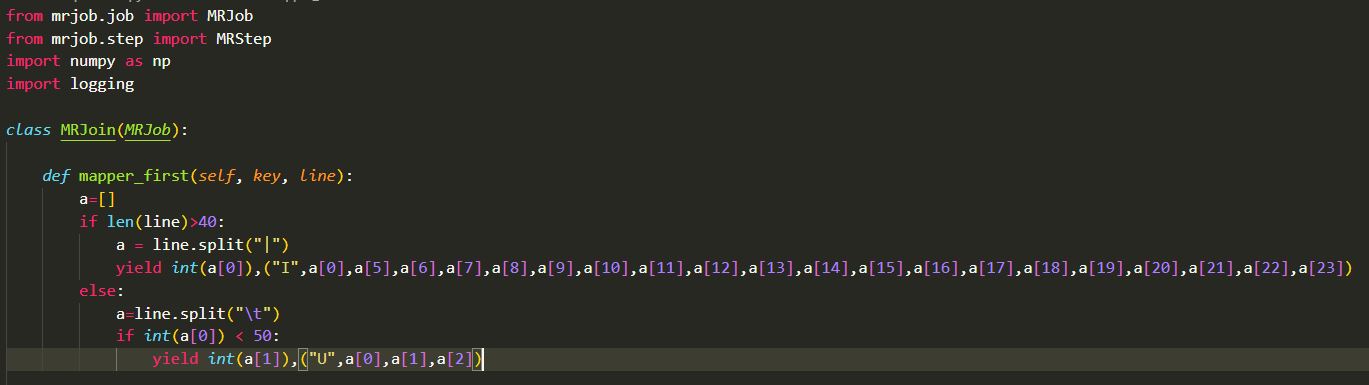 from mrjob.job import MRJob
from mrjob.step import MRStep
import numpy as np
import logging
class MRJoin(MRJob):
def mapper_first(self, key, line):
a=[]
if len(line)>40:
a = line.split("|")
yield int(a[0]),("I",a[0],a[5],a[6],a[7],a[8],a[9],a[10],a[11],a[12],a[13],a[14],a[15],a[16],a[17],a[18],a[19],a[20],a[21],a[22],a[23])
else:
a=line.split("\t")
if int(a[0]) < 50:
yield int(a[1]),("U",a[0],a[1],a[2])